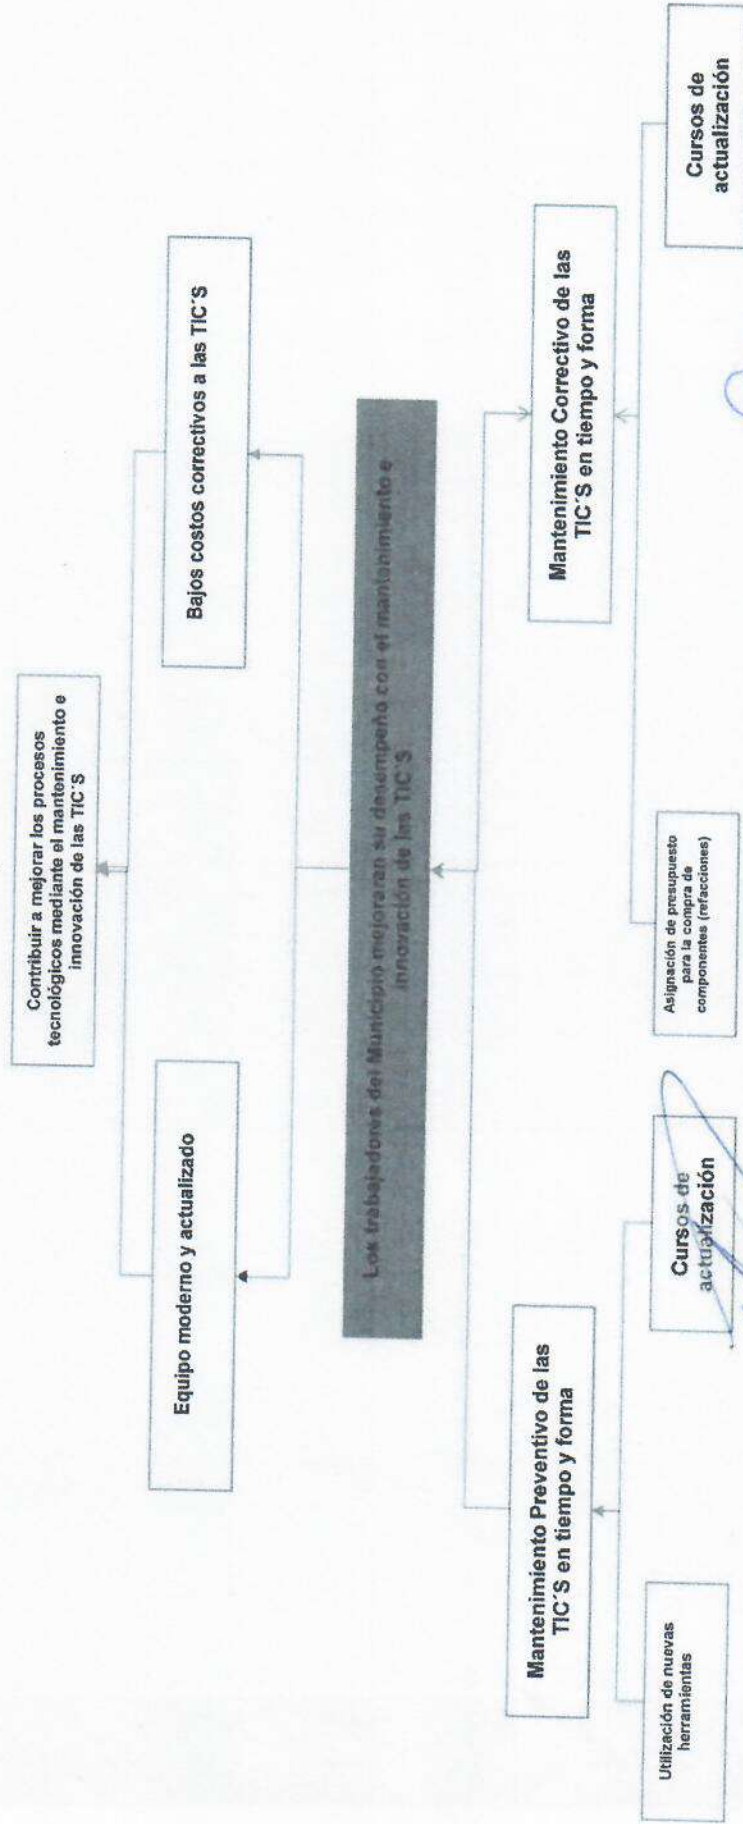 Contribuir a mejorar los procesos
tecnológicos mediante el mantenimiento e
innovación de las TIC´S
Equipo moderno y actualizado
Bajos costos correctivos a las TIC´S
Los trabajadores del Municipio mejoraran su desempeño con el mantenimiento e
innovación de las TIC´S
Mantenimiento Preventivo de las
TIC´S en tiempo y forma
Mantenimiento Correctivo de las
TIC´S en tiempo y forma
Utilización de nuevas
herramientas
Cursos de
actualización
Asignación de presupuesto
para la compra de
componentes (refacciones)
Cursos de
actualización